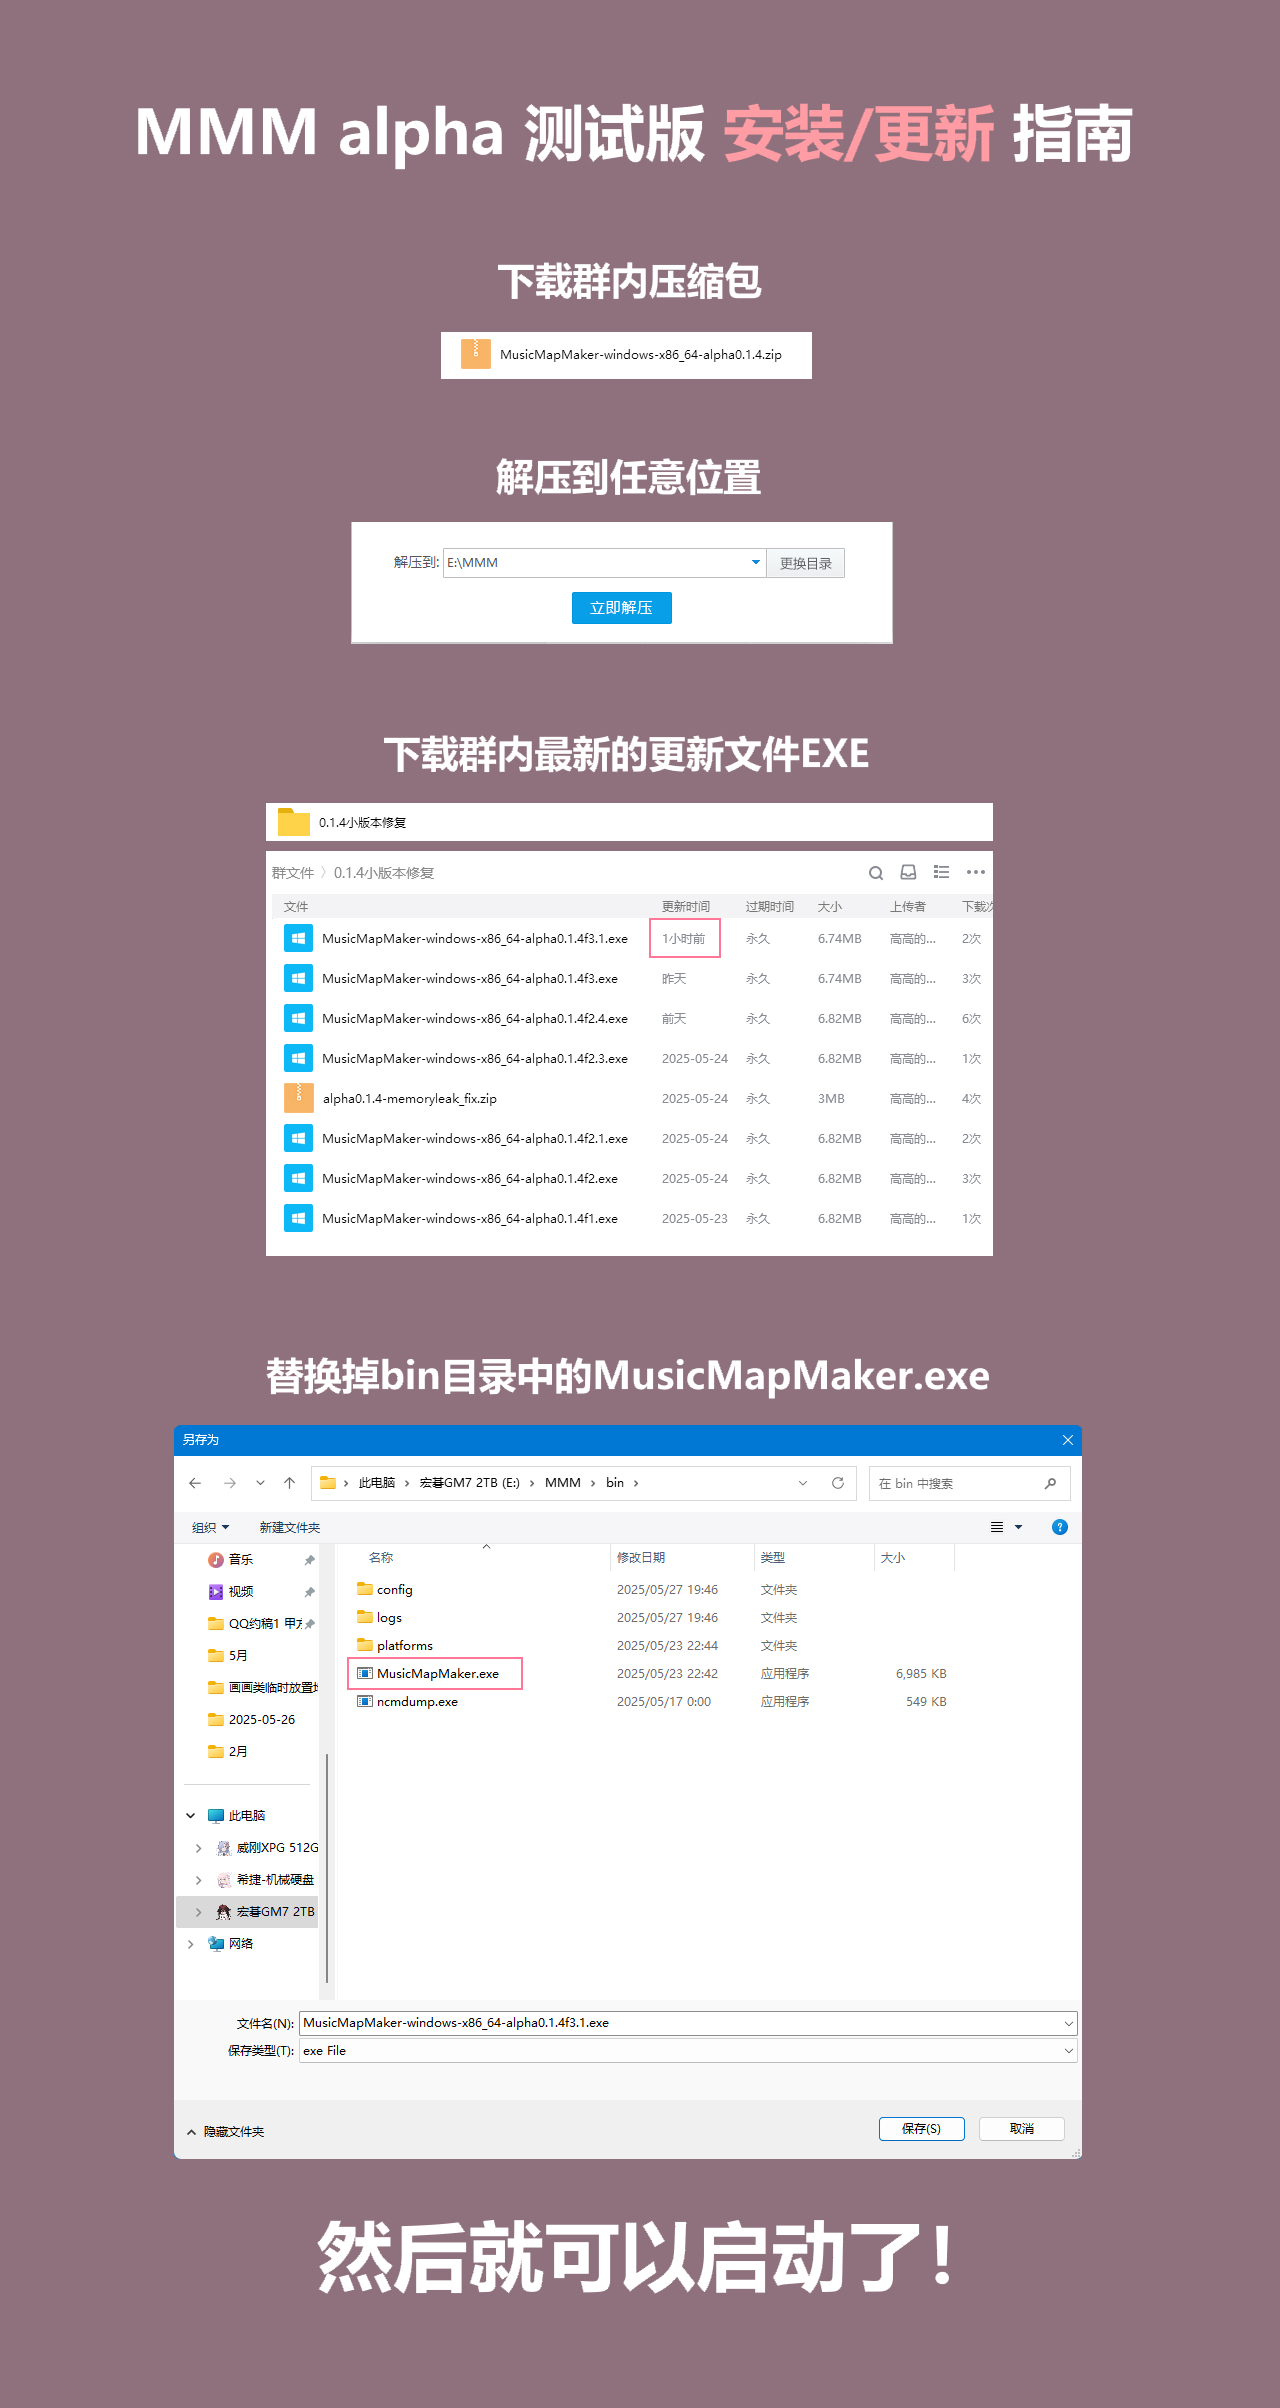 MMM alpha 测试版 安装/更新 指南
下载群内压缩包
MusicMapMaker-windows-x86_64-alpha0.1.4.zip
解压到任意位置
解压到: E:\MMM 更换目录
立即解压
下载群内最新的更新文件EXE
0.1.4小版本修复
群文件 〉0.1.4小版本修复
文件 更新时间 过期时间 大小 上传者 下载次
MusicMapMaker-windows-x86_64-alpha0.1.4f3.1.exe 1小时前 永久 6.74MB 高高的... 2次
MusicMapMaker-windows-x86_64-alpha0.1.4f3.exe 昨天 永久 6.74MB 高高的... 3次
MusicMapMaker-windows-x86_64-alpha0.1.4f2.4.exe 前天 永久 6.82MB 高高的... 6次
MusicMapMaker-windows-x86_64-alpha0.1.4f2.3.exe 2025-05-24 永久 6.82MB 高高的... 1次
alpha0.1.4-memoryleak_fix.zip 2025-05-24 永久 3MB 高高的... 4次
MusicMapMaker-windows-x86_64-alpha0.1.4f2.1.exe 2025-05-24 永久 6.82MB 高高的... 2次
MusicMapMaker-windows-x86_64-alpha0.1.4f2.exe 2025-05-24 永久 6.82MB 高高的... 3次
MusicMapMaker-windows-x86_64-alpha0.1.4f1.exe 2025-05-23 永久 6.82MB 高高的... 1次
替换掉bin目录中的MusicMapMaker.exe
另存为
此电脑 › 宏碁GM7 2TB (E:) › MMM › bin › 在 bin 中搜索
组织 新建文件夹
名称 修改日期 类型 大小
音乐
视频
QQ约稿1 甲方
5月
画画类临时放置地
2025-05-26
2月
此电脑
威刚XPG 512G
希捷-机械硬盘
宏碁GM7 2TB
网络
config 2025/05/27 19:46 文件夹
logs 2025/05/27 19:46 文件夹
platforms 2025/05/23 22:44 文件夹
MusicMapMaker.exe 2025/05/23 22:42 应用程序 6,985 KB
ncmdump.exe 2025/05/17 0:00 应用程序 549 KB
文件名(N): MusicMapMaker-windows-x86_64-alpha0.1.4f3.1.exe
保存类型(T): exe File
隐藏文件夹 保存(S) 取消
然后就可以启动了！